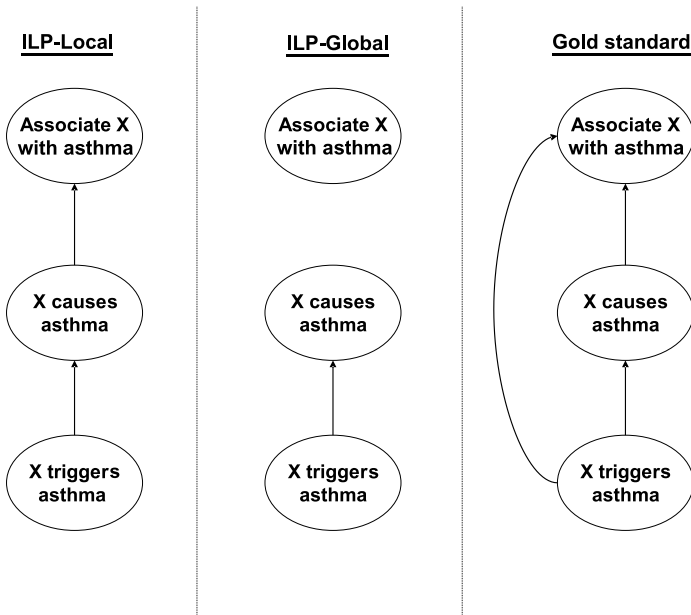 ILP-Local
Associate X
with asthma
X causes
asthma
X triggers
asthma
ILP-Global
Associate X
with asthma
X causes
asthma
X triggers
asthma
Gold standard
Associate X
with asthma
X causes
asthma
X triggers
asthma